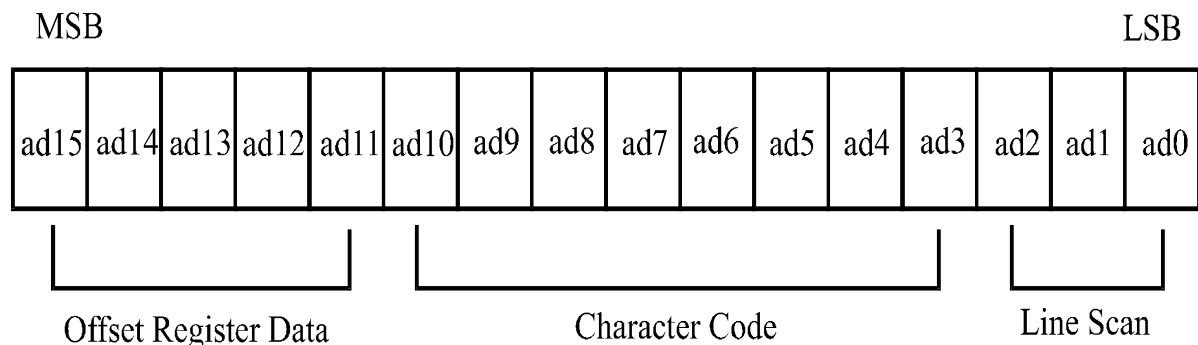 MSB LSB
ad15 ad14 ad13 ad12 ad11 ad10 ad9 ad8 ad7 ad6 ad5 ad4 ad3 ad2 ad1 ad0
Offset Register Data Character Code Line Scan